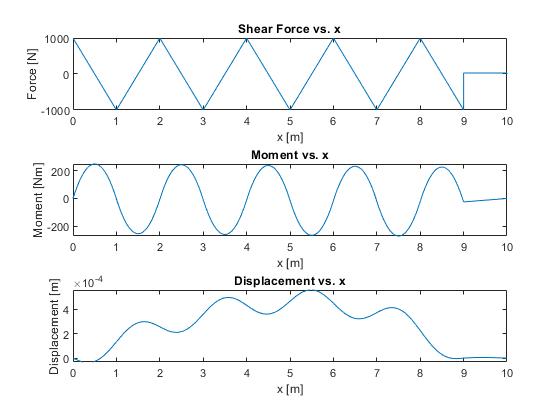 Shear Force vs. x
1000
0
-1000
Force [N]
0 1 2 3 4 5 6 7 8 9 10
x [m]
Moment vs. x
200
0
-200
Moment [Nm]
0 1 2 3 4 5 6 7 8 9 10
x [m]
Displacement vs. x
×10⁻⁴
4
2
0
Displacement [m]
0 1 2 3 4 5 6 7 8 9 10
x [m]